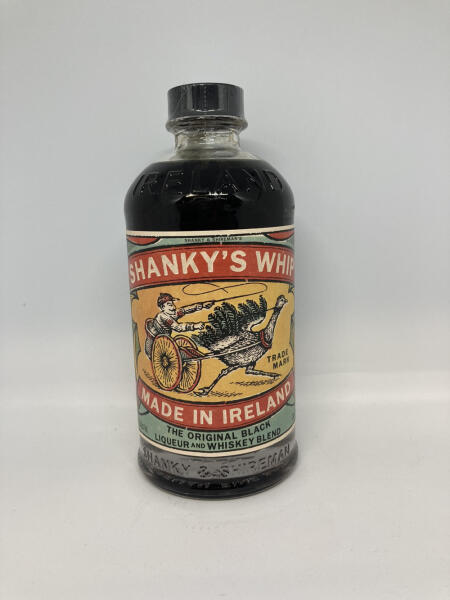 IRELAND
SHANKY & SHIREMAN'S
SHANKY'S WHIP
TRADE
MARK
MADE IN IRELAND
THE ORIGINAL BLACK
LIQUEUR AND WHISKEY BLEND
SHANKY & SHIREMAN